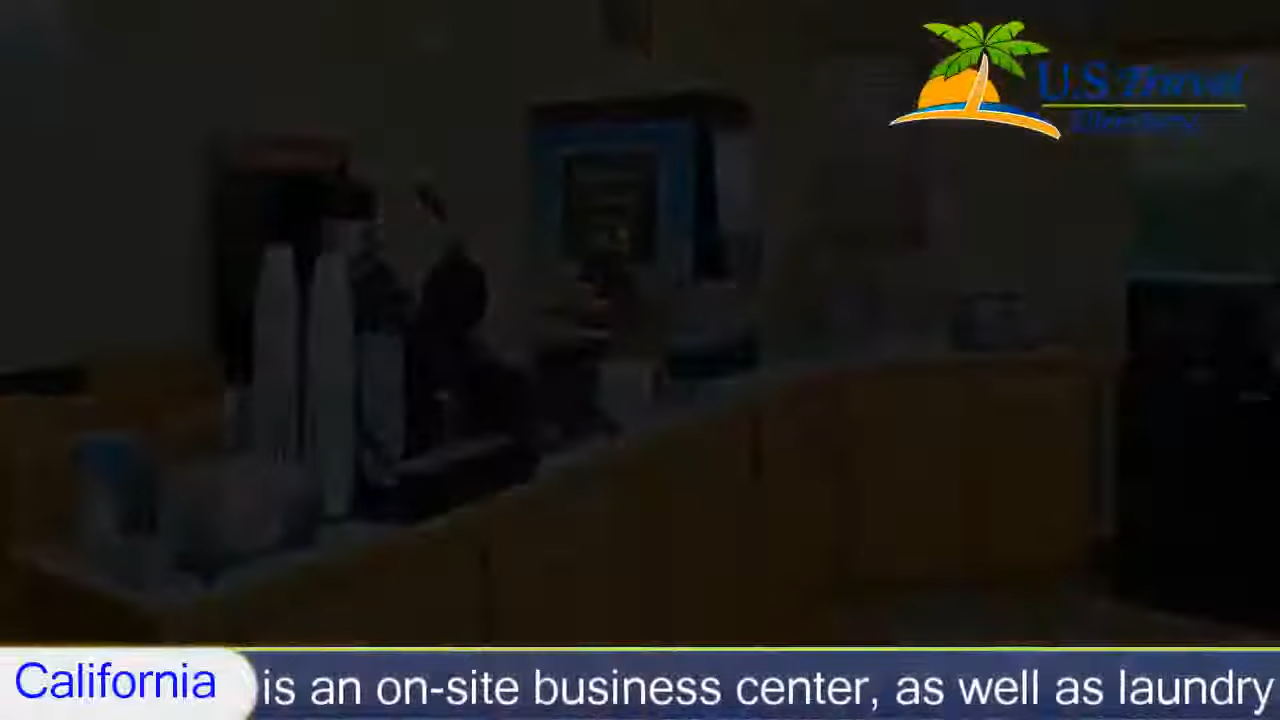 U.S Travel
California
is an on-site business center, as well as laundry